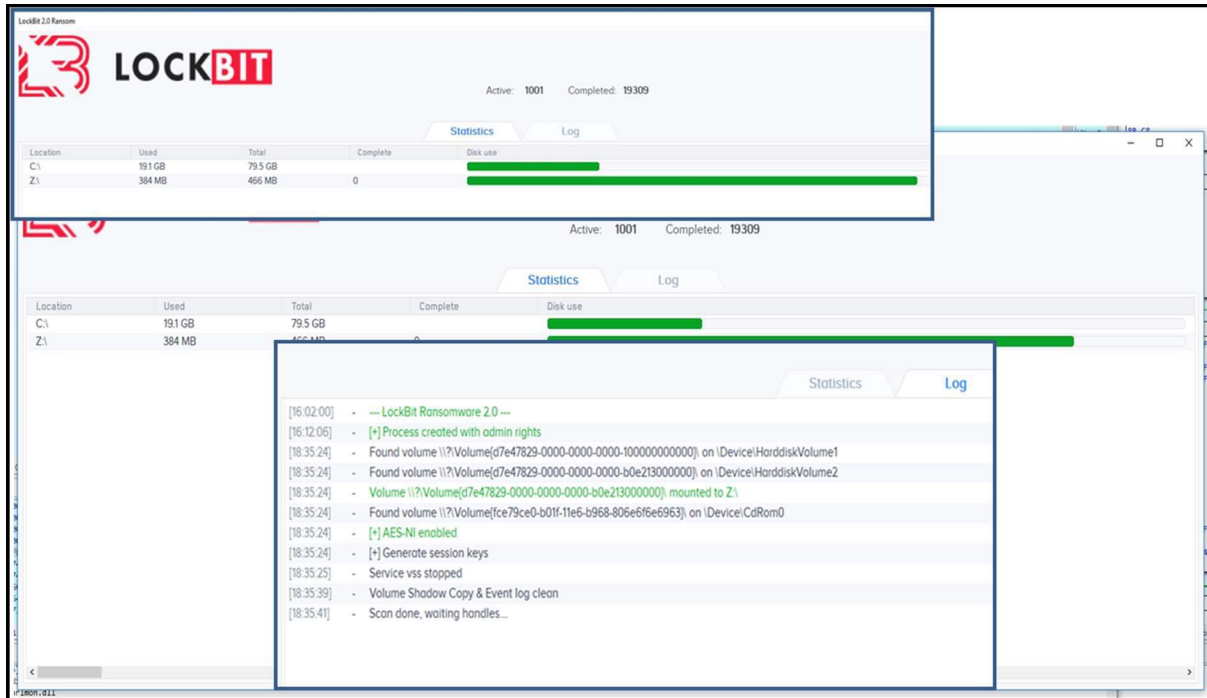 LockBit 2.0 Ransom
LOCKBIT
Active: 1001 Completed: 19309
Statistics Log
Location Used Total Complete Disk use
C:\ 19.1 GB 79.5 GB
Z:\ 384 MB 466 MB 0
Active: 1001 Completed: 19309
Statistics Log
Location Used Total Complete Disk use
C:\ 19.1 GB 79.5 GB
Z:\ 384 MB 466 MB 0
Statistics Log
[16:02:00] - --- LockBit Ransomware 2.0 ---
[16:12:06] - [+] Process created with admin rights
[18:35:24] - Found volume \\?\Volume{d7e47829-0000-0000-0000-100000000000}\ on \Device\HarddiskVolume1
[18:35:24] - Found volume \\?\Volume{d7e47829-0000-0000-0000-b0e213000000}\ on \Device\HarddiskVolume2
[18:35:24] - Volume \\?\Volume{d7e47829-0000-0000-0000-b0e213000000}\ mounted to Z:\
[18:35:24] - Found volume \\?\Volume{fce79ce0-b01f-11e6-b968-806e6f6e6963}\ on \Device\CdRom0
[18:35:24] - [+] AES-NI enabled
[18:35:24] - [+] Generate session keys
[18:35:25] - Service vss stopped
[18:35:39] - Volume Shadow Copy & Event log clean
[18:35:41] - Scan done, waiting handles...